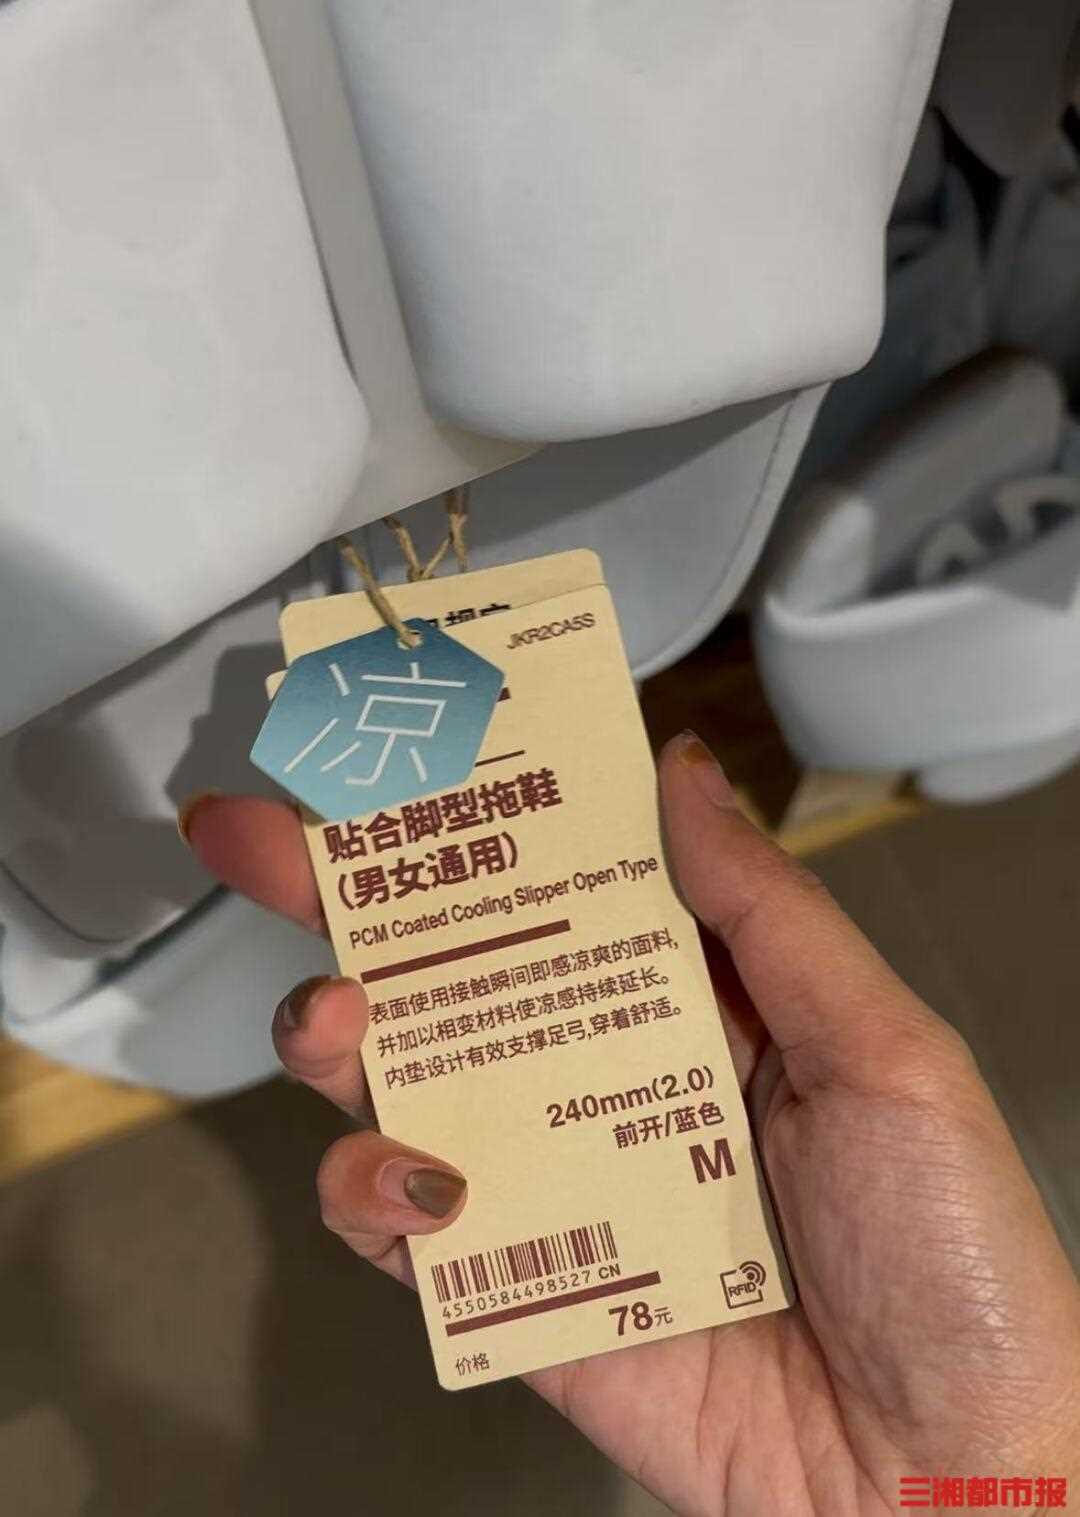 JKR2CA5S
凉
贴合脚型拖鞋
(男女通用)
PCM Coated Cooling Slipper Open Type
表面使用接触瞬间即感凉爽的面料,
并加以相变材料使凉感持续延长。
内垫设计有效支撑足弓,穿着舒适。
240mm(2.0)
前开/蓝色
M
4550584498527 CN
RFID
78元
价格
三湘都市报